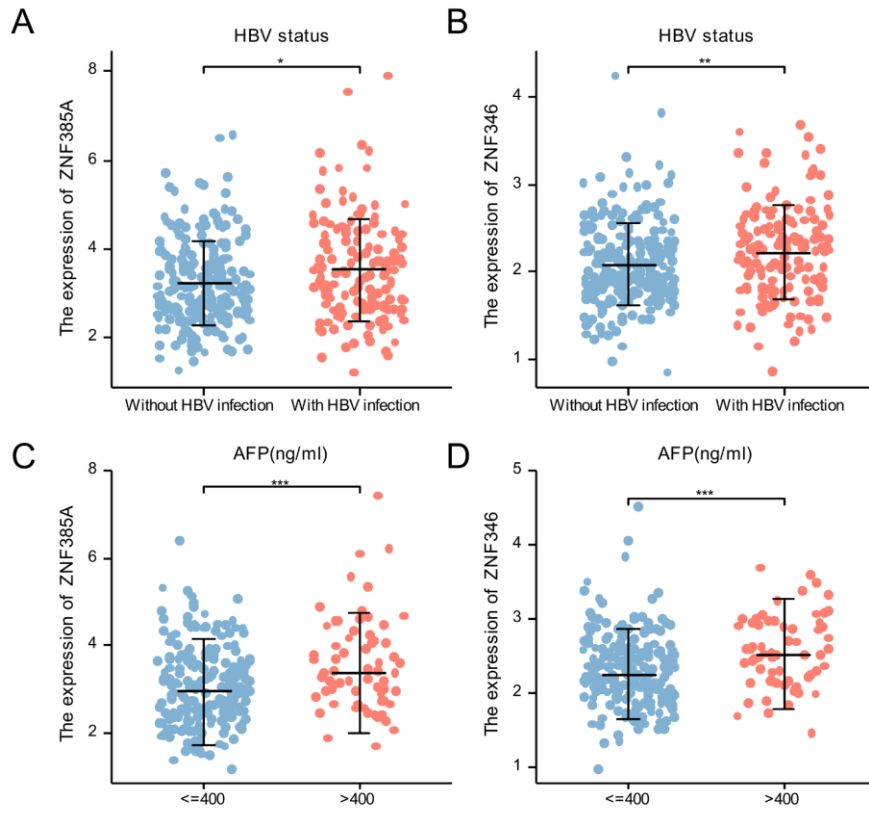 A
HBV status
*
The expression of ZNF385A
8
6
4
2
Without HBV infection
With HBV infection
B
HBV status
**
The expression of ZNF346
4
3
2
1
Without HBV infection
With HBV infection
C
AFP(ng/ml)
***
The expression of ZNF385A
8
6
4
2
<=400
>400
D
AFP(ng/ml)
***
The expression of ZNF346
5
4
3
2
1
<=400
>400